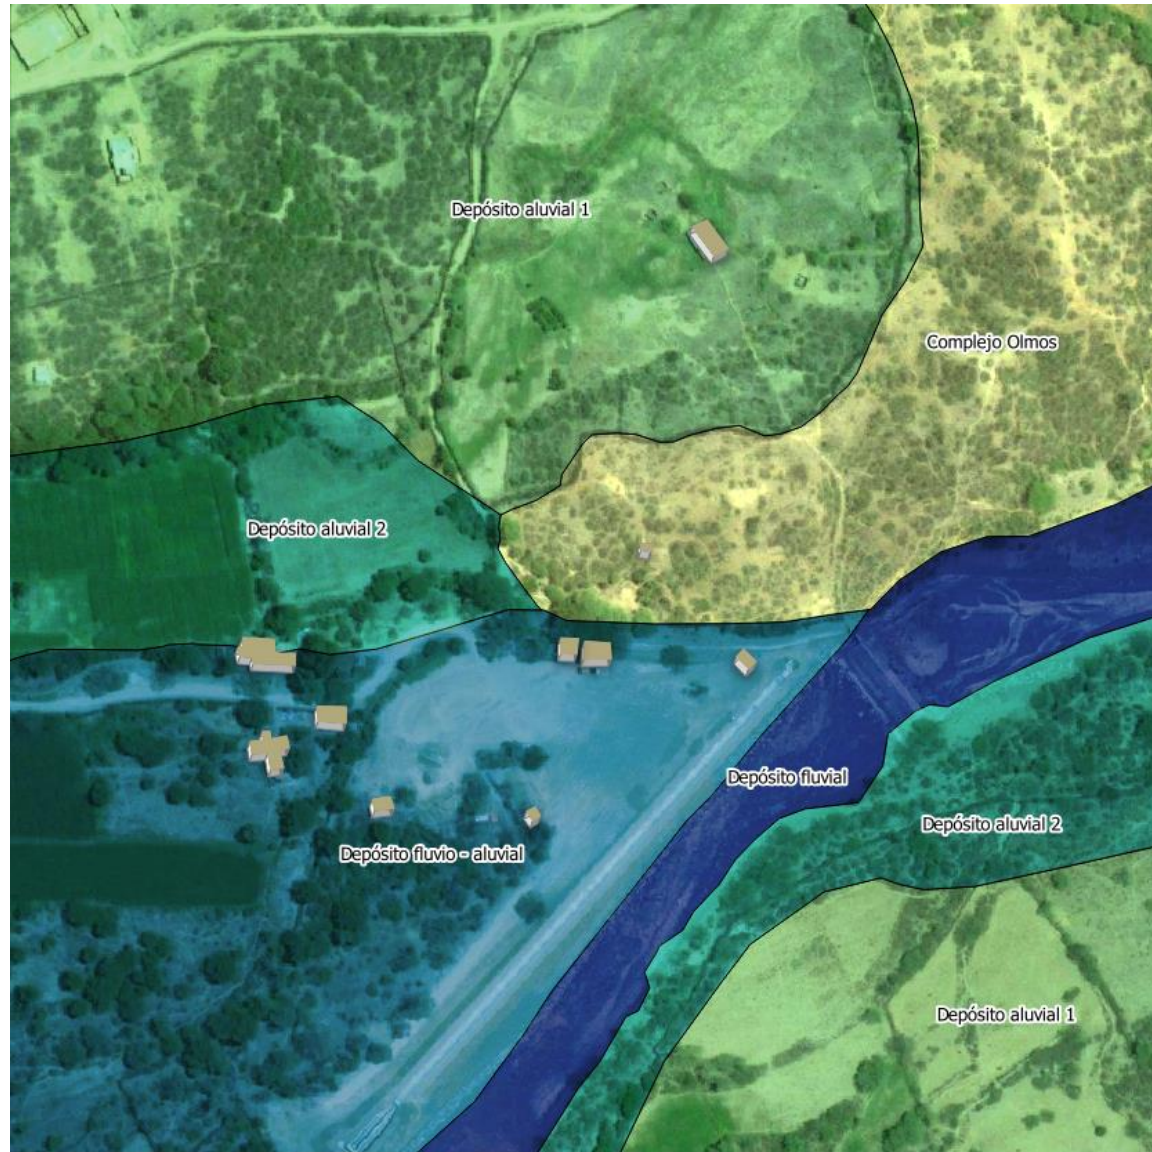 Depósito aluvial 1
Complejo Olmos
Depósito aluvial 2
Depósito fluvial
Depósito aluvial 2
Depósito fluvio - aluvial
Depósito aluvial 1